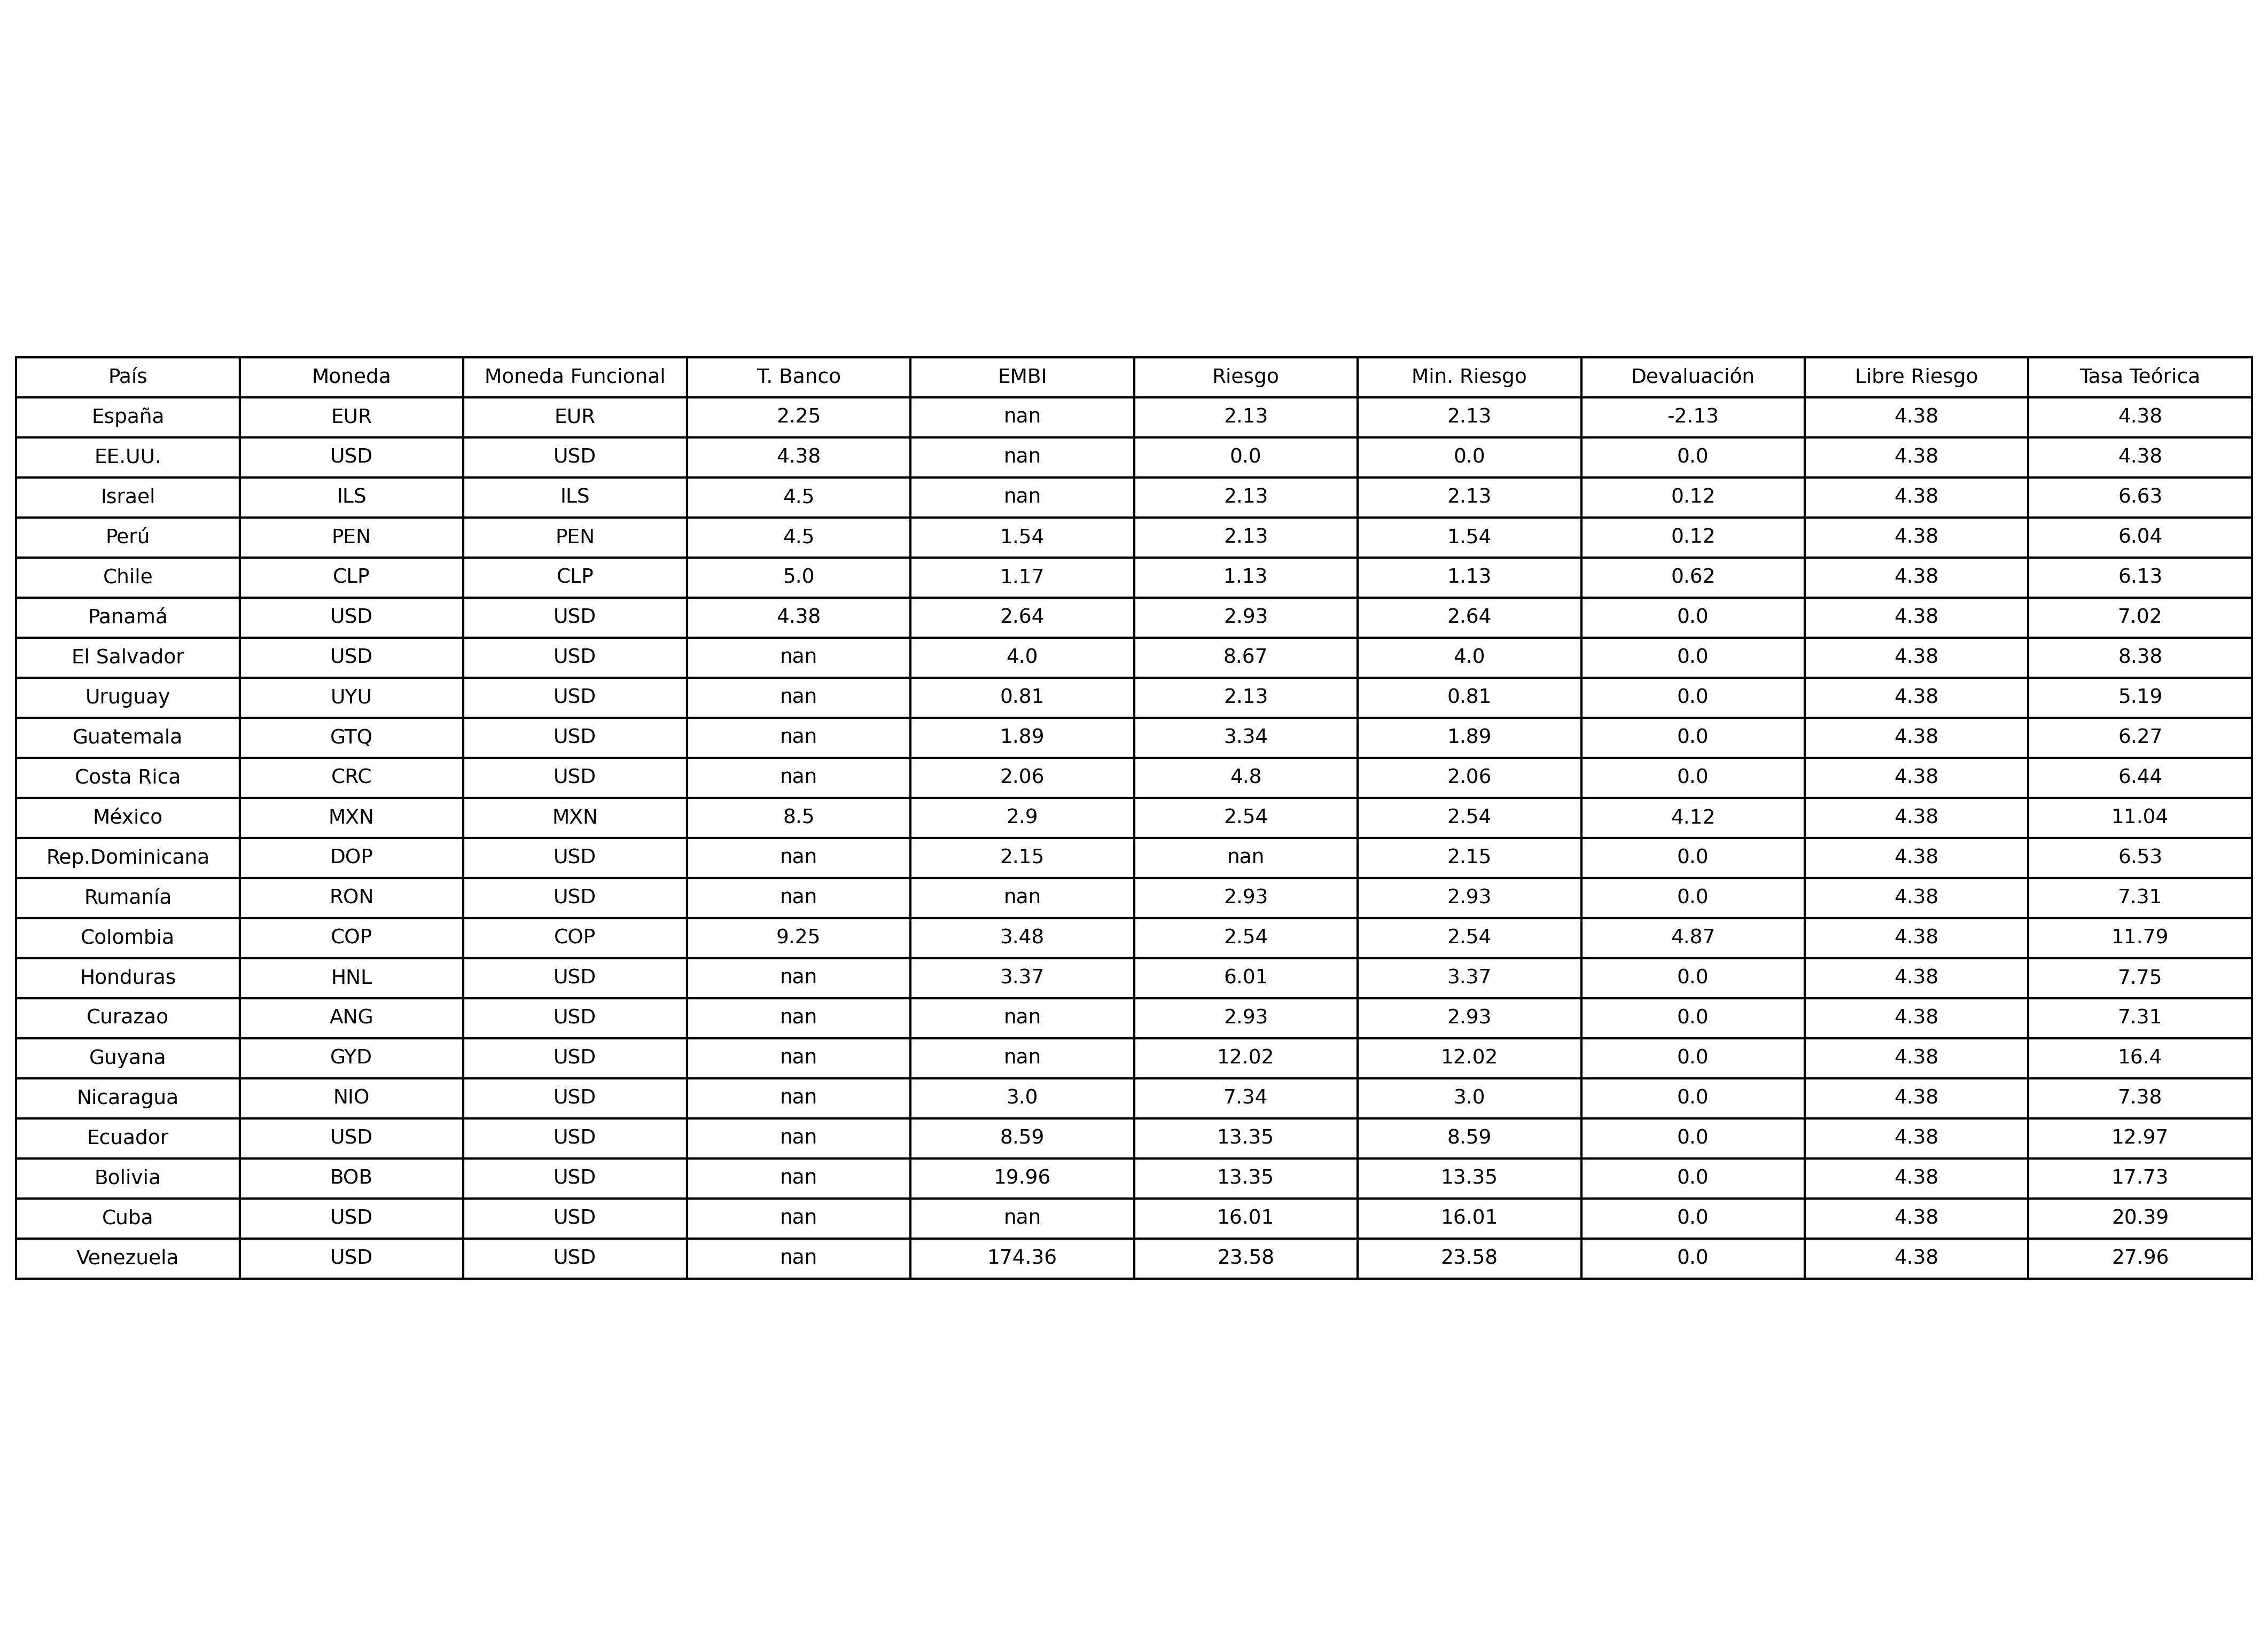 País Moneda Moneda Funcional T. Banco EMBI Riesgo Min. Riesgo Devaluación Libre Riesgo Tasa Teórica
España EUR EUR 2.25 nan 2.13 2.13 -2.13 4.38 4.38
EE.UU. USD USD 4.38 nan 0.0 0.0 0.0 4.38 4.38
Israel ILS ILS 4.5 nan 2.13 2.13 0.12 4.38 6.63
Perú PEN PEN 4.5 1.54 2.13 1.54 0.12 4.38 6.04
Chile CLP CLP 5.0 1.17 1.13 1.13 0.62 4.38 6.13
Panamá USD USD 4.38 2.64 2.93 2.64 0.0 4.38 7.02
El Salvador USD USD nan 4.0 8.67 4.0 0.0 4.38 8.38
Uruguay UYU USD nan 0.81 2.13 0.81 0.0 4.38 5.19
Guatemala GTQ USD nan 1.89 3.34 1.89 0.0 4.38 6.27
Costa Rica CRC USD nan 2.06 4.8 2.06 0.0 4.38 6.44
México MXN MXN 8.5 2.9 2.54 2.54 4.12 4.38 11.04
Rep.Dominicana DOP USD nan 2.15 nan 2.15 0.0 4.38 6.53
Rumanía RON USD nan nan 2.93 2.93 0.0 4.38 7.31
Colombia COP COP 9.25 3.48 2.54 2.54 4.87 4.38 11.79
Honduras HNL USD nan 3.37 6.01 3.37 0.0 4.38 7.75
Curazao ANG USD nan nan 2.93 2.93 0.0 4.38 7.31
Guyana GYD USD nan nan 12.02 12.02 0.0 4.38 16.4
Nicaragua NIO USD nan 3.0 7.34 3.0 0.0 4.38 7.38
Ecuador USD USD nan 8.59 13.35 8.59 0.0 4.38 12.97
Bolivia BOB USD nan 19.96 13.35 13.35 0.0 4.38 17.73
Cuba USD USD nan nan 16.01 16.01 0.0 4.38 20.39
Venezuela USD USD nan 174.36 23.58 23.58 0.0 4.38 27.96